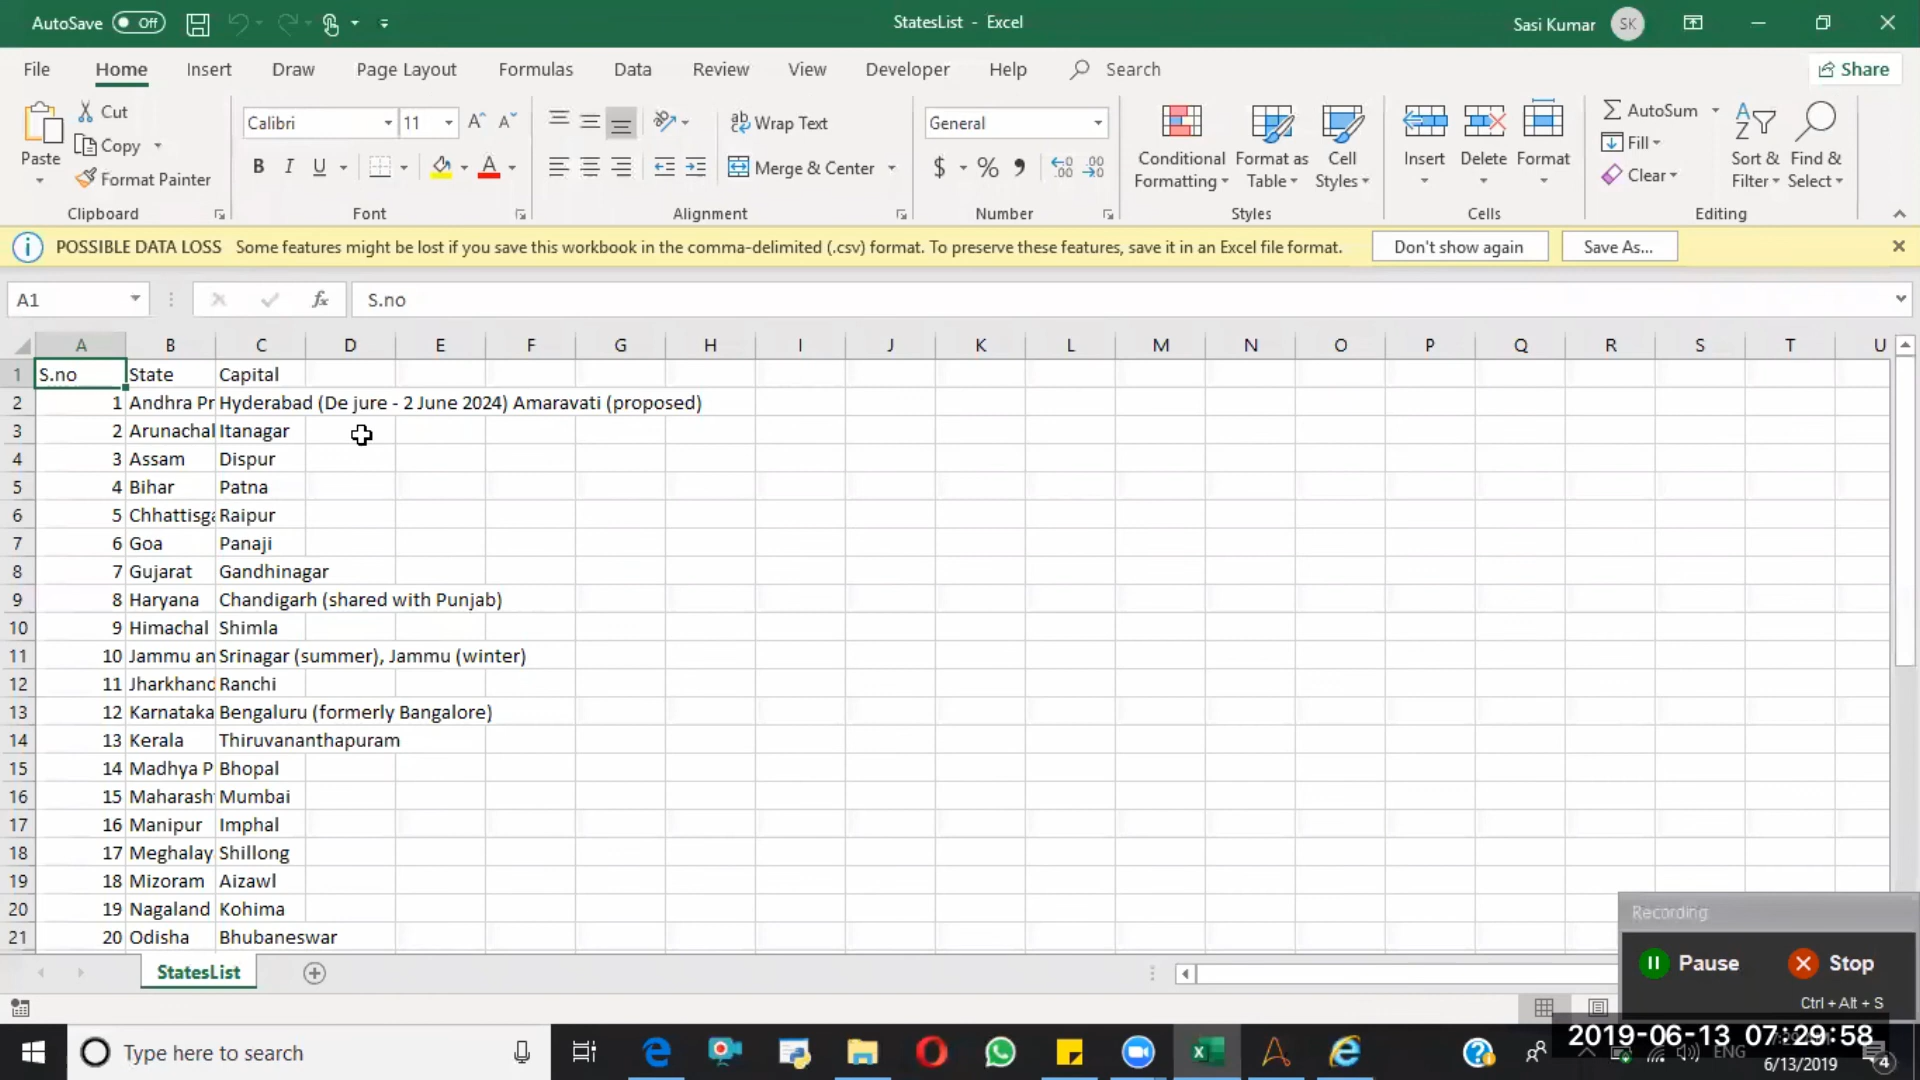 AutoSave Off StatesList - Excel Sasi Kumar SK
File Home Insert Draw Page Layout Formulas Data Review View Developer Help Search Share
Paste Cut Copy Format Painter Clipboard
Calibri 11 A A B I U A Font
ab Wrap Text Merge & Center Alignment
General $ % , Number
Conditional Formatting Format as Table Cell Styles Styles
Insert Delete Format Cells
AutoSum Fill Clear Sort & Filter Find & Select Editing
POSSIBLE DATA LOSS Some features might be lost if you save this workbook in the comma-delimited (.csv) format. To preserve these features, save it in an Excel file format. Don't show again Save As...
A1 fx S.no
A B C D E F G H I J K L M N O P Q R S T U
1 S.no State Capital
2 1 Andhra Pr Hyderabad (De jure - 2 June 2024) Amaravati (proposed)
3 2 Arunachal Itanagar
4 3 Assam Dispur
5 4 Bihar Patna
6 5 Chhattisga Raipur
7 6 Goa Panaji
8 7 Gujarat Gandhinagar
9 8 Haryana Chandigarh (shared with Punjab)
10 9 Himachal Shimla
11 10 Jammu an Srinagar (summer), Jammu (winter)
12 11 Jharkhand Ranchi
13 12 Karnataka Bengaluru (formerly Bangalore)
14 13 Kerala Thiruvananthapuram
15 14 Madhya P Bhopal
16 15 Maharash Mumbai
17 16 Manipur Imphal
18 17 Meghalay Shillong
19 18 Mizoram Aizawl
20 19 Nagaland Kohima
21 20 Odisha Bhubaneswar
StatesList
Recording
Pause Stop
Ctrl + Alt + S
Type here to search
2019-06-13 07:29:58
ENG
6/13/2019 4